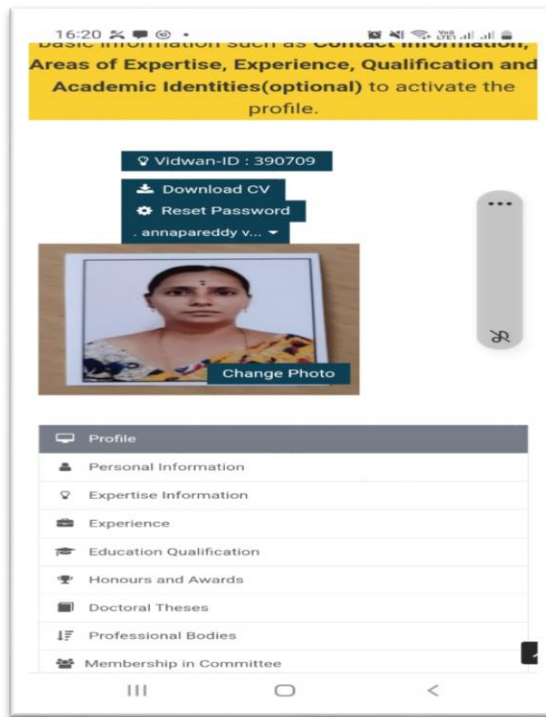 16:20
basic information such as Contact Information,
Areas of Expertise, Experience, Qualification and
Academic Identities(optional) to activate the
profile.
Vidwan-ID : 390709
Download CV
Reset Password
. annapareddy v...
Change Photo
Profile
Personal Information
Expertise Information
Experience
Education Qualification
Honours and Awards
Doctoral Theses
Professional Bodies
Membership in Committee